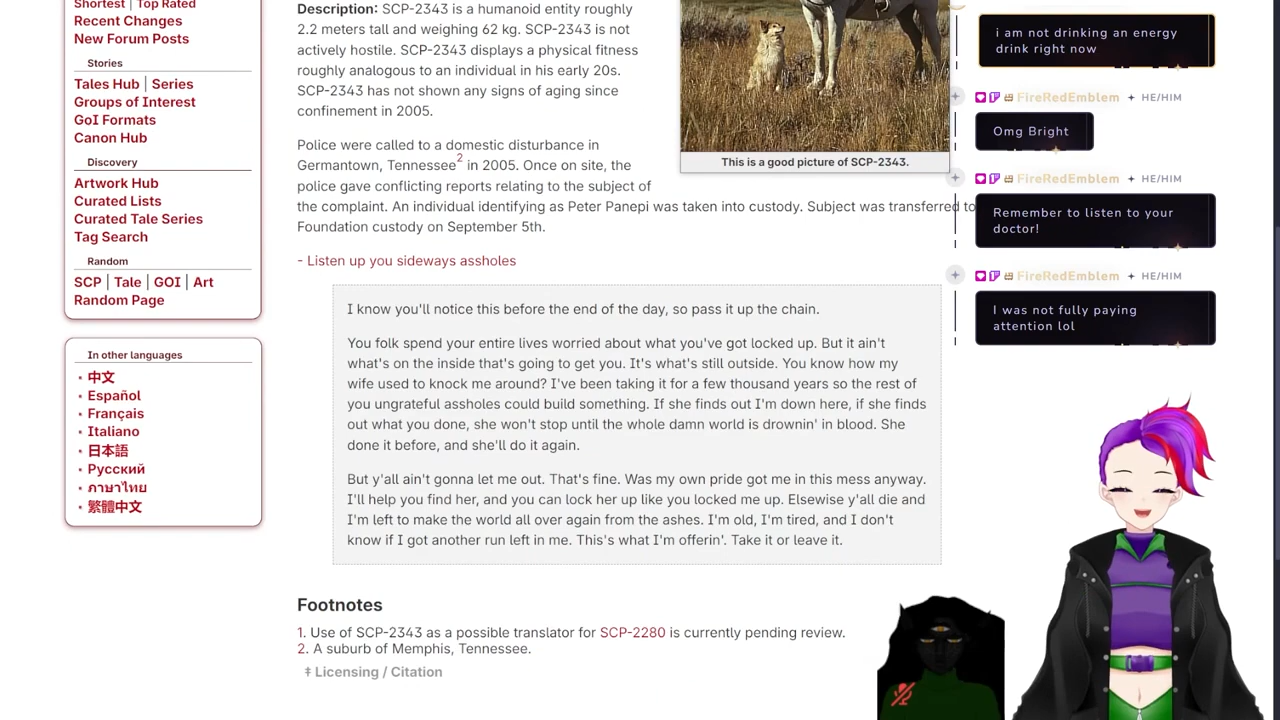 Shortest | Top Rated
Recent Changes
New Forum Posts
Stories
Tales Hub | Series
Groups of Interest
GoI Formats
Canon Hub
Discovery
Artwork Hub
Curated Lists
Curated Tale Series
Tag Search
Random
SCP | Tale | GOI | Art
Random Page
In other languages
中文
Español
Français
Italiano
日本語
Русский
ภาษาไทย
繁體中文
Description: SCP-2343 is a humanoid entity roughly
2.2 meters tall and weighing 62 kg. SCP-2343 is not
actively hostile. SCP-2343 displays a physical fitness
roughly analogous to an individual in his early 20s.
SCP-2343 has not shown any signs of aging since
confinement in 2005.
This is a good picture of SCP-2343.
Police were called to a domestic disturbance in
Germantown, Tennessee2 in 2005. Once on site, the
police gave conflicting reports relating to the subject of
the complaint. An individual identifying as Peter Panepi was taken into custody. Subject was transferred to
Foundation custody on September 5th.
- Listen up you sideways assholes
I know you'll notice this before the end of the day, so pass it up the chain.
You folk spend your entire lives worried about what you've got locked up. But it ain't
what's on the inside that's going to get you. It's what's still outside. You know how my
wife used to knock me around? I've been taking it for a few thousand years so the rest of
you ungrateful assholes could build something. If she finds out I'm down here, if she finds
out what you done, she won't stop until the whole damn world is drownin' in blood. She
done it before, and she'll do it again.
But y'all ain't gonna let me out. That's fine. Was my own pride got me in this mess anyway.
I'll help you find her, and you can lock her up like you locked me up. Elsewise y'all die and
I'm left to make the world all over again from the ashes. I'm old, I'm tired, and I don't
know if I got another run left in me. This's what I'm offerin'. Take it or leave it.
Footnotes
1. Use of SCP-2343 as a possible translator for SCP-2280 is currently pending review.
2. A suburb of Memphis, Tennessee.
‡ Licensing / Citation
i am not drinking an energy
drink right now
FireRedEmblem HE/HIM
Omg Bright
FireRedEmblem HE/HIM
Remember to listen to your
doctor!
FireRedEmblem HE/HIM
I was not fully paying
attention lol